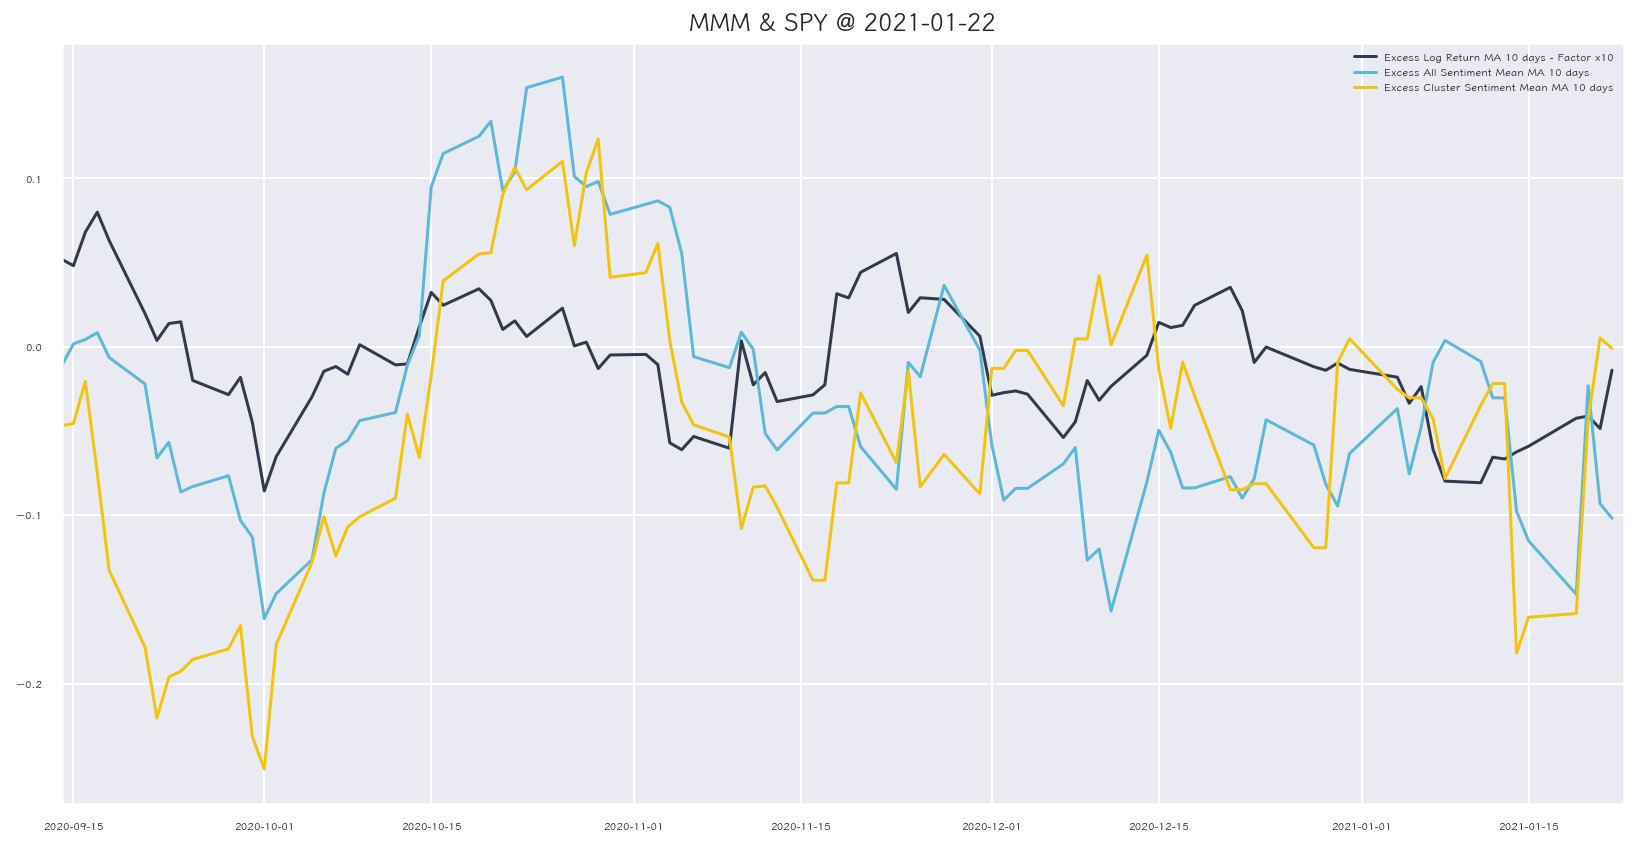 MMM & SPY @ 2021-01-22
Excess Log Return MA 10 days - Factor x10
Excess All Sentiment Mean MA 10 days
Excess Cluster Sentiment Mean MA 10 days
0.1
0.0
−0.1
−0.2
2020-09-15 2020-10-01 2020-10-15 2020-11-01 2020-11-15 2020-12-01 2020-12-15 2021-01-01 2021-01-15